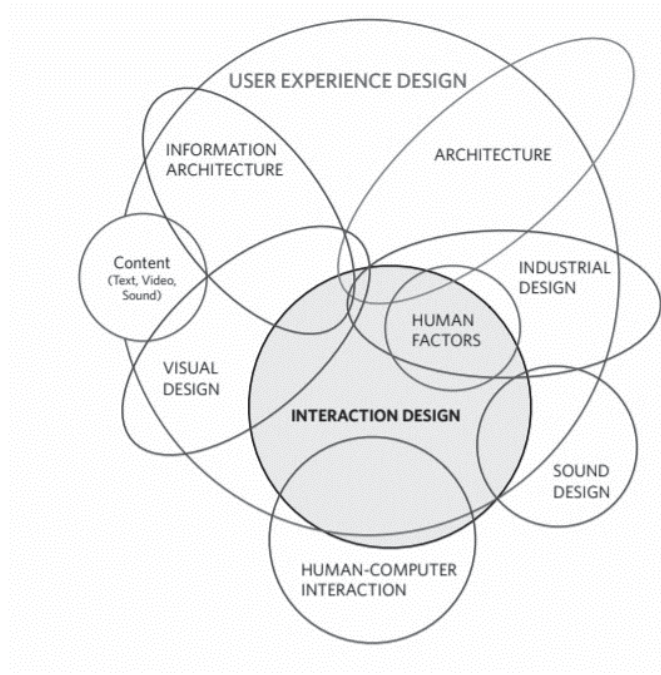 USER EXPERIENCE DESIGN
INFORMATION
ARCHITECTURE
ARCHITECTURE
Content
(Text, Video,
Sound)
INDUSTRIAL
DESIGN
HUMAN
FACTORS
VISUAL
DESIGN
INTERACTION DESIGN
SOUND
DESIGN
HUMAN-COMPUTER
INTERACTION